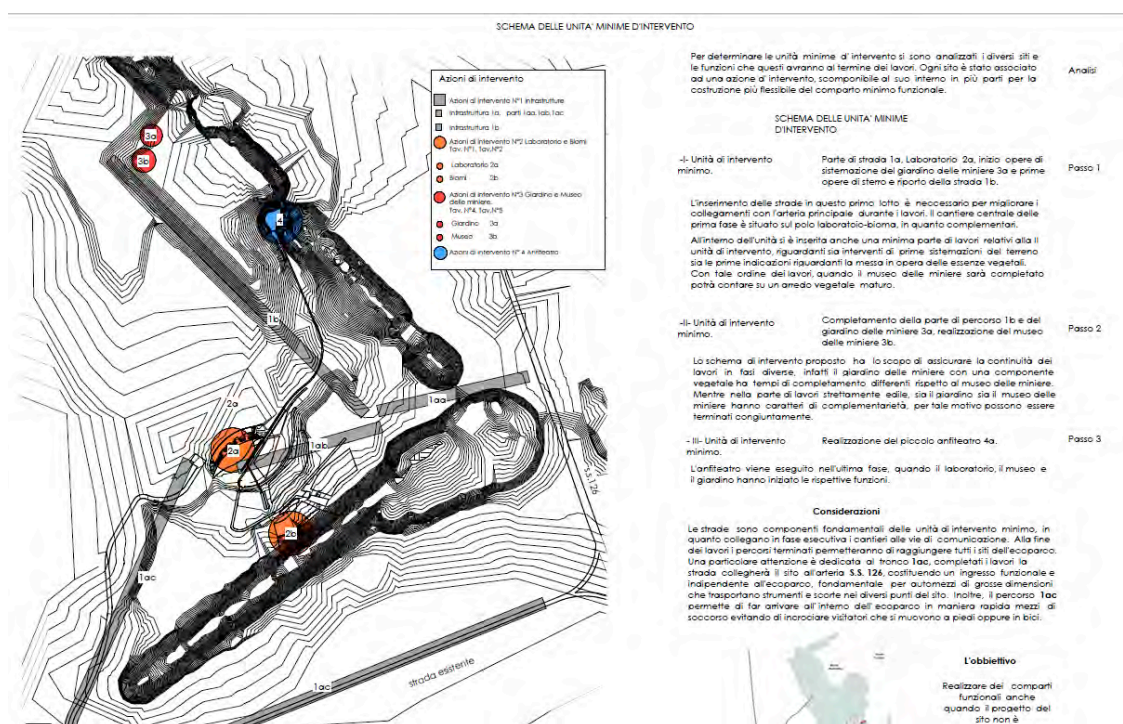 SCHEMA DELLE UNITA' MINIME D'INTERVENTO
Azioni di intervento
Azioni di intervento N°1 Infrastrutture
Infrastruttura 1a, parti 1aa,1ab,1ac
Infrastruttura 1b
Azioni di intervento N°2 Laboratorio e Biomi
Tav. N°1, Tav.N°2
Laboratorio 2a
Biomi 2b
Azioni di intervento N°3 Giardino e Museo
delle miniere.
Tav. N°4, Tav.N°5
Giardino 3a
Museo 3b
Azioni di intervento N° 4 Anfiteatro
3a
3b
4
1b
1aa
2a
2a
1ab
2b
1ac
S.S.126
strada esistente
1ac
Per determinare le unità minime d' intervento si sono analizzati i diversi siti e
le funzioni che questi avranno al termine dei lavori. Ogni sito è stato associato
ad una azione d' intervento, scomponibile al suo interno in più parti per la
costruzione più flessibile del comparto minimo funzionale.
Analisi
SCHEMA DELLE UNITA' MINIME
D'INTERVENTO
-I- Unità di intervento
minimo.
Parte di strada 1a, Laboratorio 2a, inizio opere di
sistemazione del giardino delle miniere 3a e prime
opere di sterro e riporto della strada 1b.
Passo 1
L'inserimento delle strade in questo primo lotto è neccessario per migliorare i
collegamenti con l'arteria principale durante i lavori. Il cantiere centrale della
prima fase è situato sul polo laboratoio-bioma, in quanto complementari.
All'interno dell'unità si è inserita anche una minima parte di lavori relativi alla II
unità di intervento, riguardanti sia interventi di prime sistemazioni del terreno
sia le prime indicazioni riguardanti la messa in opera delle essenze vegetali.
Con tale ordine dei lavori, quando il museo delle miniere sarà completato
potrà contare su un arredo vegetale maturo.
-II- Unità di intervento
minimo.
Completamento della parte di percorso 1b e del
giardino delle miniere 3a, realizzazione del museo
delle miniere 3b.
Passo 2
Lo schema di intervento proposto ha lo scopo di assicurare la continuità dei
lavori in fasi diverse, infatti il giardino delle miniere con una componente
vegetale ha tempi di completamento differenti rispetto al museo delle miniere.
Mentre nella parte di lavori strettamente edile, sia il giardino sia il museo delle
miniere hanno caratteri di complementarietà, per tale motivo possono essere
terminati congiuntamente.
- III- Unità di intervento
minimo.
Realizzazione del piccolo anfiteatro 4a.
Passo 3
L'anfiteatro viene eseguito nell'ultima fase, quando il laboratorio, il museo e
il giardino hanno iniziato le rispettive funzioni.
Considerazioni
Le strade sono componenti fondamentali delle unità di intervento minimo, in
quanto collegano in fase esecutiva i cantieri alle vie di comunicazione. Alla fine
dei lavori i percorsi terminati permetteranno di raggiungere tutti i siti dell'ecoparco.
Una particolare attenzione è dedicata al tronco 1ac, completati i lavori la
strada collegherà il sito all'arteria S.S. 126, costituendo un ingresso funzionale e
indipendente all'ecoparco, fondamentale per automezzi di grosse dimensioni
che trasportano strumenti e scorte nei diversi punti del sito. Inoltre, il percorso 1ac
permette di far arrivare all'interno dell'ecoparco in maniera rapida mezzi di
soccorso evitando di incrociare visitatori che si muovono a piedi oppure in bici.
L'obbiettivo
Realizzare dei comparti
funzionali anche
quando il progetto del
sito non è